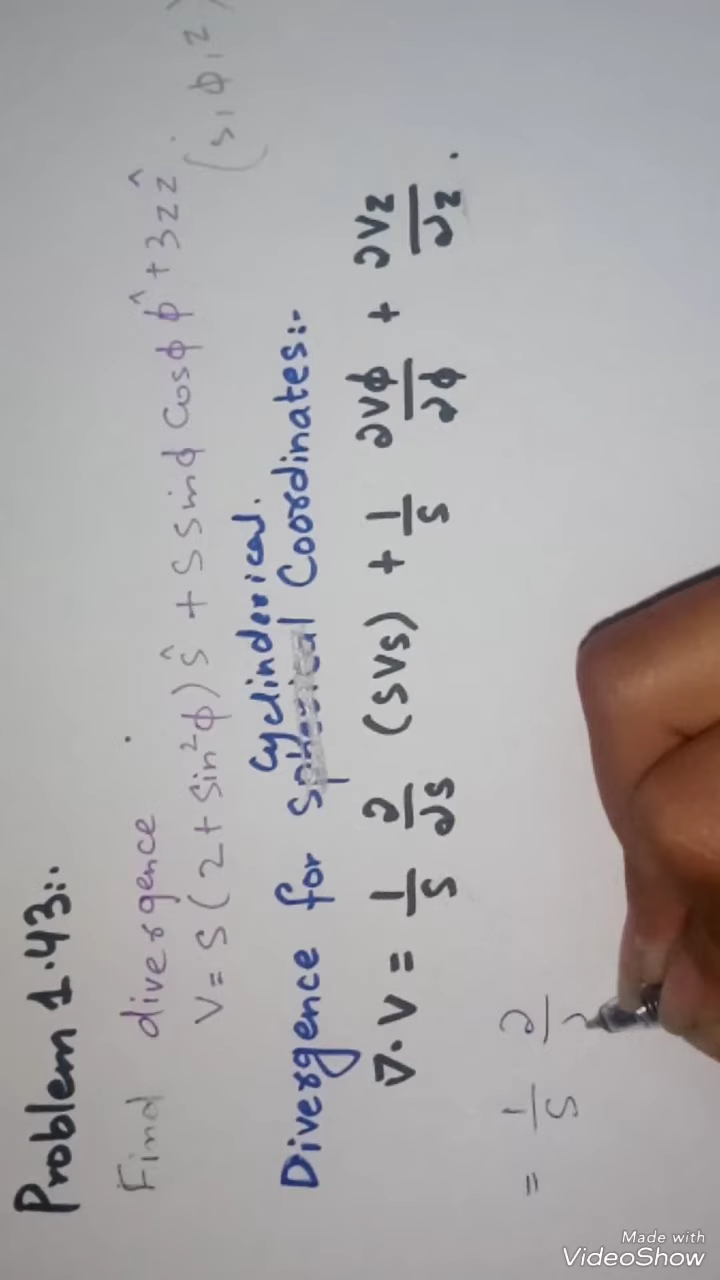 Problem 1.43:-
Find divergence
V = S(2 + sin²φ) ŝ + S sinφ cosφ φ̂ + 3z ẑ
(s, φ, z)
Cyclinderical.
Divergence for Spherical Coordinates:-
∇·V = 1/S ∂/∂S (SVs) + 1/S ∂Vφ/∂φ + ∂Vz/∂z .
= 1/S ∂/
Made with
VideoShow